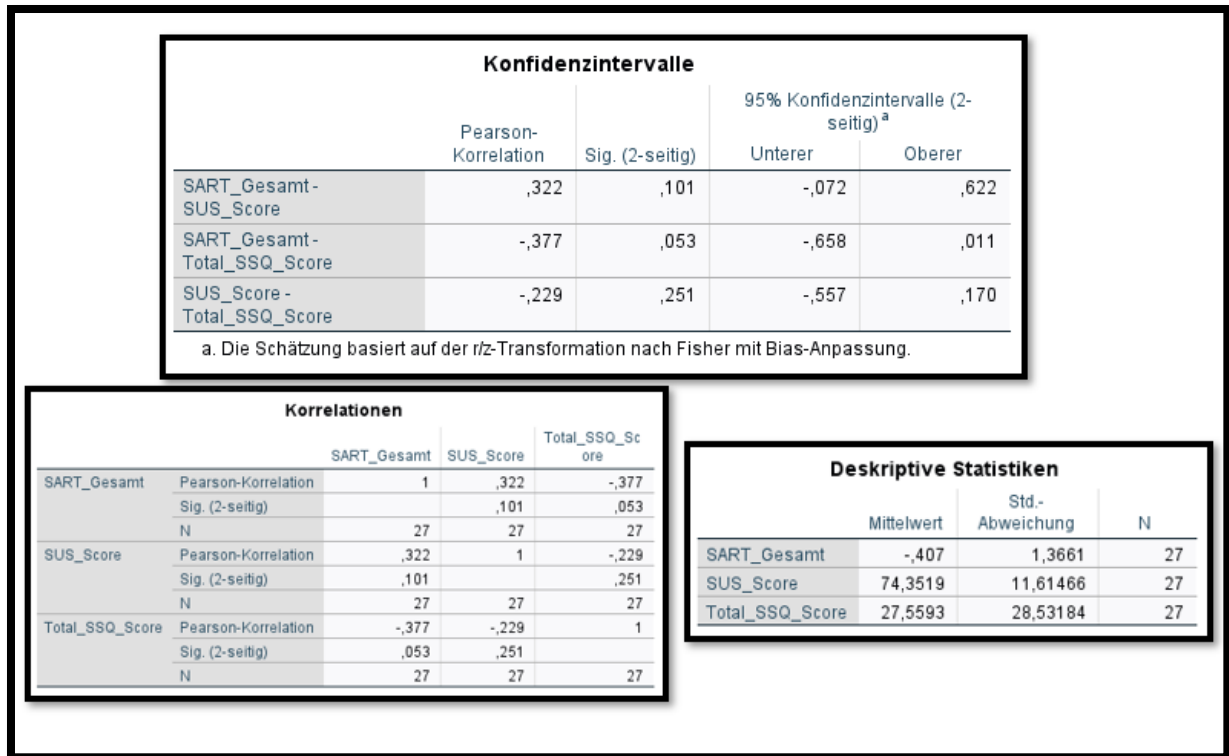 Konfidenzintervalle
95% Konfidenzintervalle (2-
seitig) a
Pearson-
Korrelation Sig. (2-seitig) Unterer Oberer
SART_Gesamt - ,322 ,101 -,072 ,622
SUS_Score
SART_Gesamt - -,377 ,053 -,658 ,011
Total_SSQ_Score
SUS_Score - -,229 ,251 -,557 ,170
Total_SSQ_Score
a. Die Schätzung basiert auf der r/z-Transformation nach Fisher mit Bias-Anpassung.
Korrelationen
SART_Gesamt SUS_Score Total_SSQ_Sc
ore
SART_Gesamt Pearson-Korrelation 1 ,322 -,377
Sig. (2-seitig) ,101 ,053
N 27 27 27
SUS_Score Pearson-Korrelation ,322 1 -,229
Sig. (2-seitig) ,101 ,251
N 27 27 27
Total_SSQ_Score Pearson-Korrelation -,377 -,229 1
Sig. (2-seitig) ,053 ,251
N 27 27 27
Deskriptive Statistiken
Std.-
Mittelwert Abweichung N
SART_Gesamt -,407 1,3661 27
SUS_Score 74,3519 11,61466 27
Total_SSQ_Score 27,5593 28,53184 27